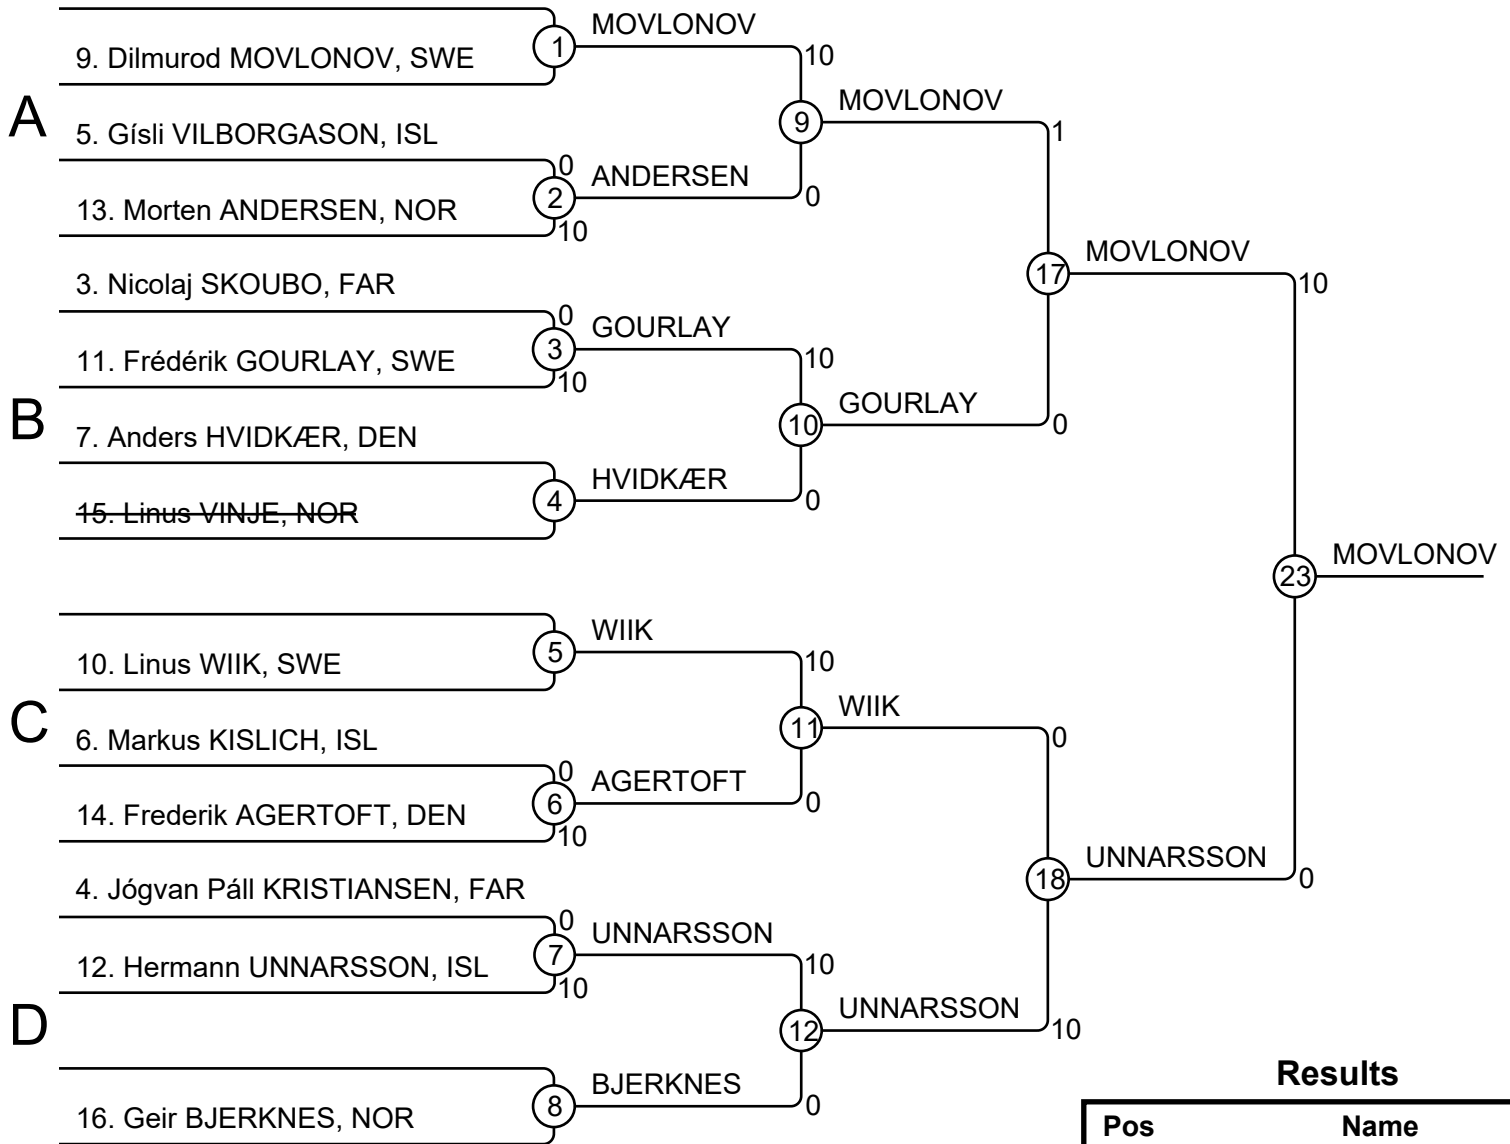 MOVLONOV
9. Dilmurod MOVLONOV, SWE
1
10
MOVLONOV
A
9
5. Gísli VILBORGASON, ISL
1
0
ANDERSEN
2
0
13. Morten ANDERSEN, NOR
10
MOVLONOV
17
3. Nicolaj SKOUBO, FAR
10
0
GOURLAY
3
10
11. Frédérik GOURLAY, SWE
10
GOURLAY
B
10
0
7. Anders HVIDKÆR, DEN
HVIDKÆR
4
0
15. Linus VINJE, NOR
MOVLONOV
23
WIIK
5
10
10. Linus WIIK, SWE
WIIK
C
11
0
6. Markus KISLICH, ISL
0
AGERTOFT
6
0
14. Frederik AGERTOFT, DEN
10
UNNARSSON
18
0
4. Jógvan Páll KRISTIANSEN, FAR
0
UNNARSSON
7
10
12. Hermann UNNARSSON, ISL
10
UNNARSSON
D
12
10
BJERKNES
8
0
16. Geir BJERKNES, NOR
Results
Pos Name